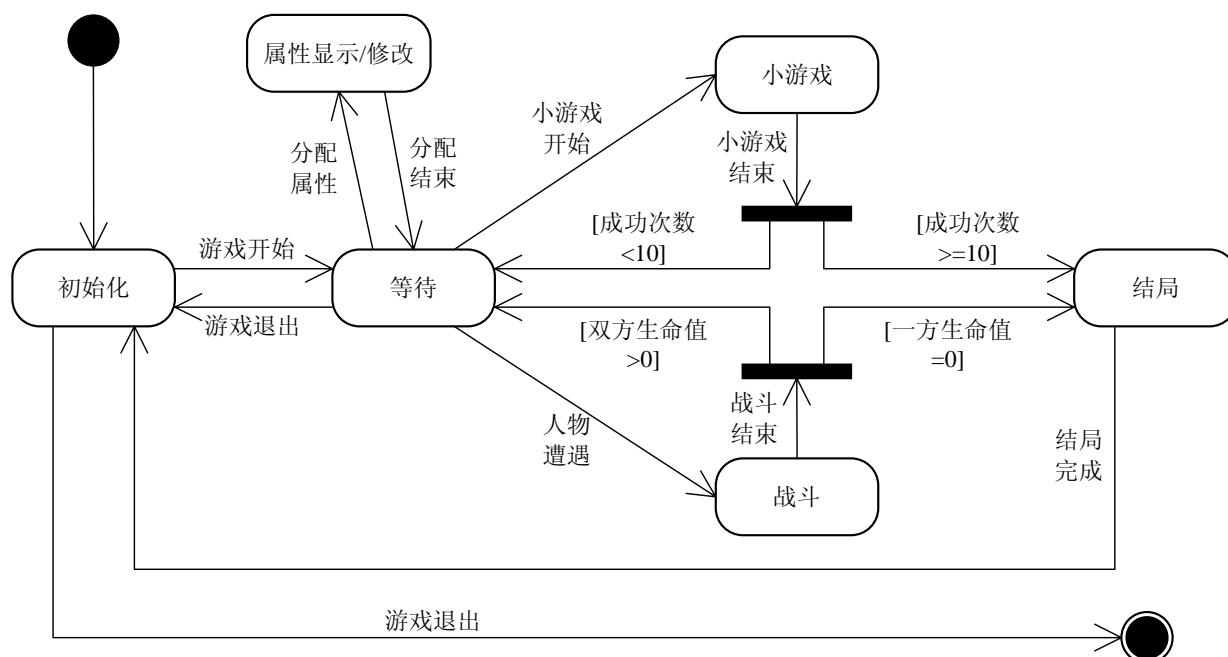 属性显示/修改
小游戏
小游戏
开始
分配
属性
分配
结束
小游戏
结束
游戏开始
[成功次数
<10]
[成功次数
>=10]
初始化
等待
结局
游戏退出
[双方生命值
>0]
[一方生命值
=0]
人物
遭遇
战斗
结束
结局
完成
战斗
游戏退出